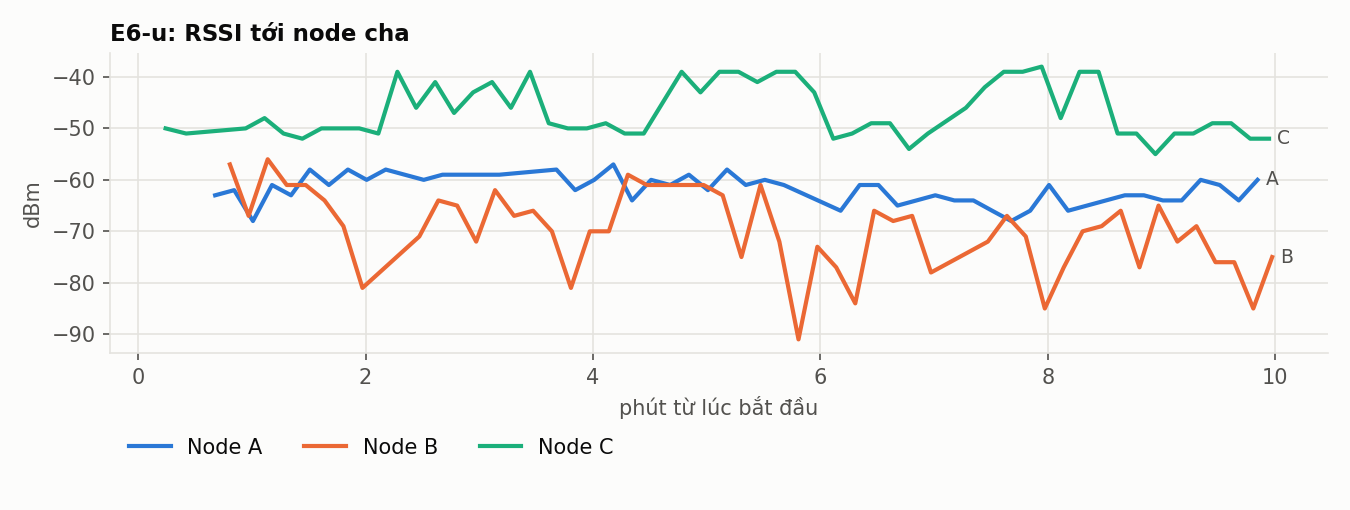 E6-u: RSSI tới node cha
dBm
−40
−50
−60
−70
−80
−90
C
A
B
0 2 4 6 8 10
phút từ lúc bắt đầu
Node A Node B Node C